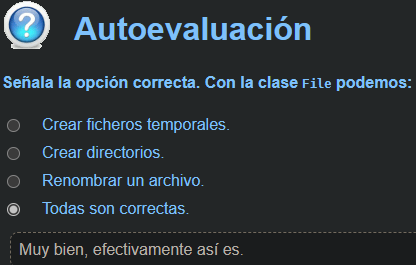 ?
Autoevaluación
Señala la opción correcta. Con la clase File podemos:
Crear ficheros temporales.
Crear directorios.
Renombrar un archivo.
Todas son correctas.
Muy bien, efectivamente así es.